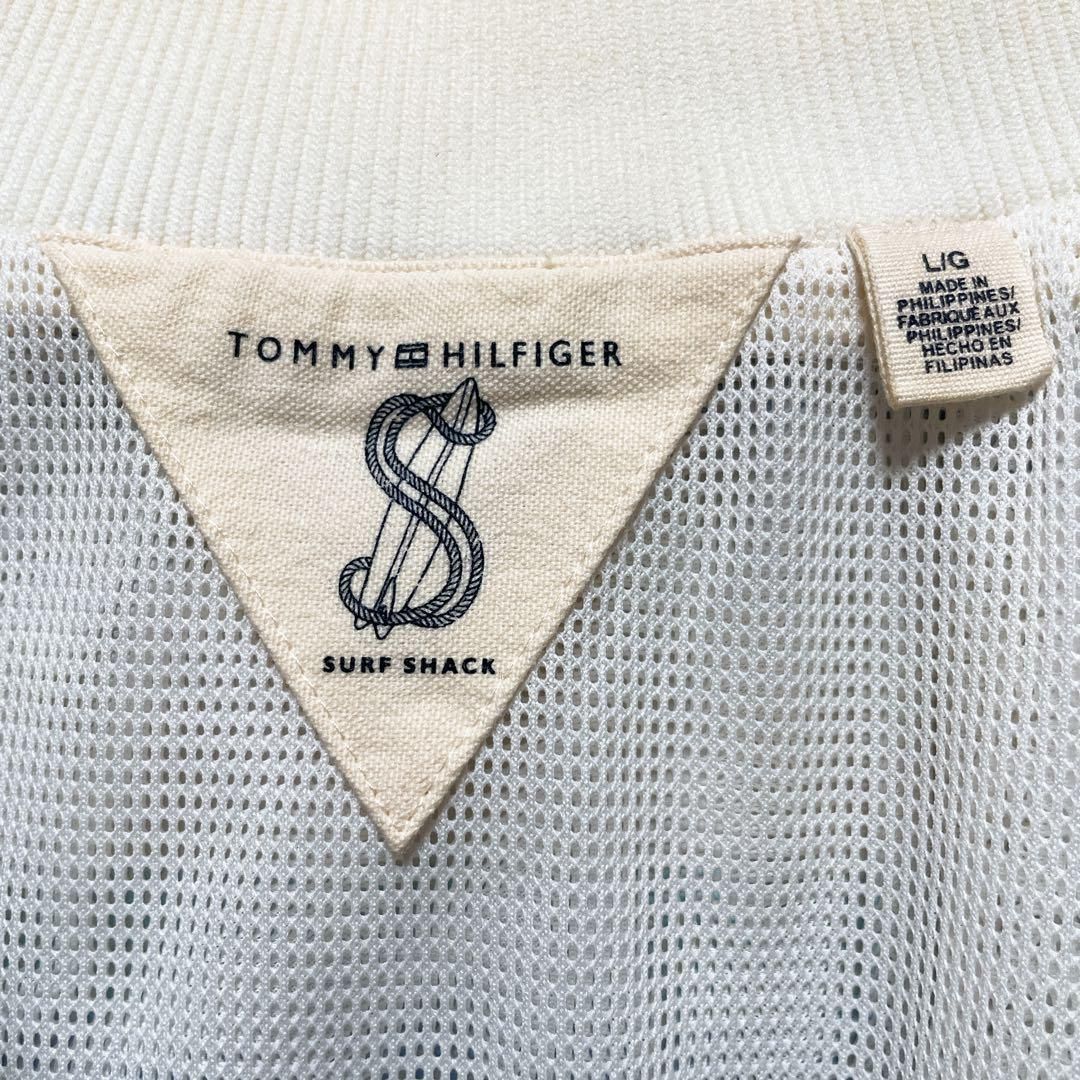 TOMMY HILFIGER
S
SURF SHACK
L/G
MADE IN
PHILIPPINES/
FABRIQUÉ AUX
PHILIPPINES/
HECHO EN
FILIPINAS